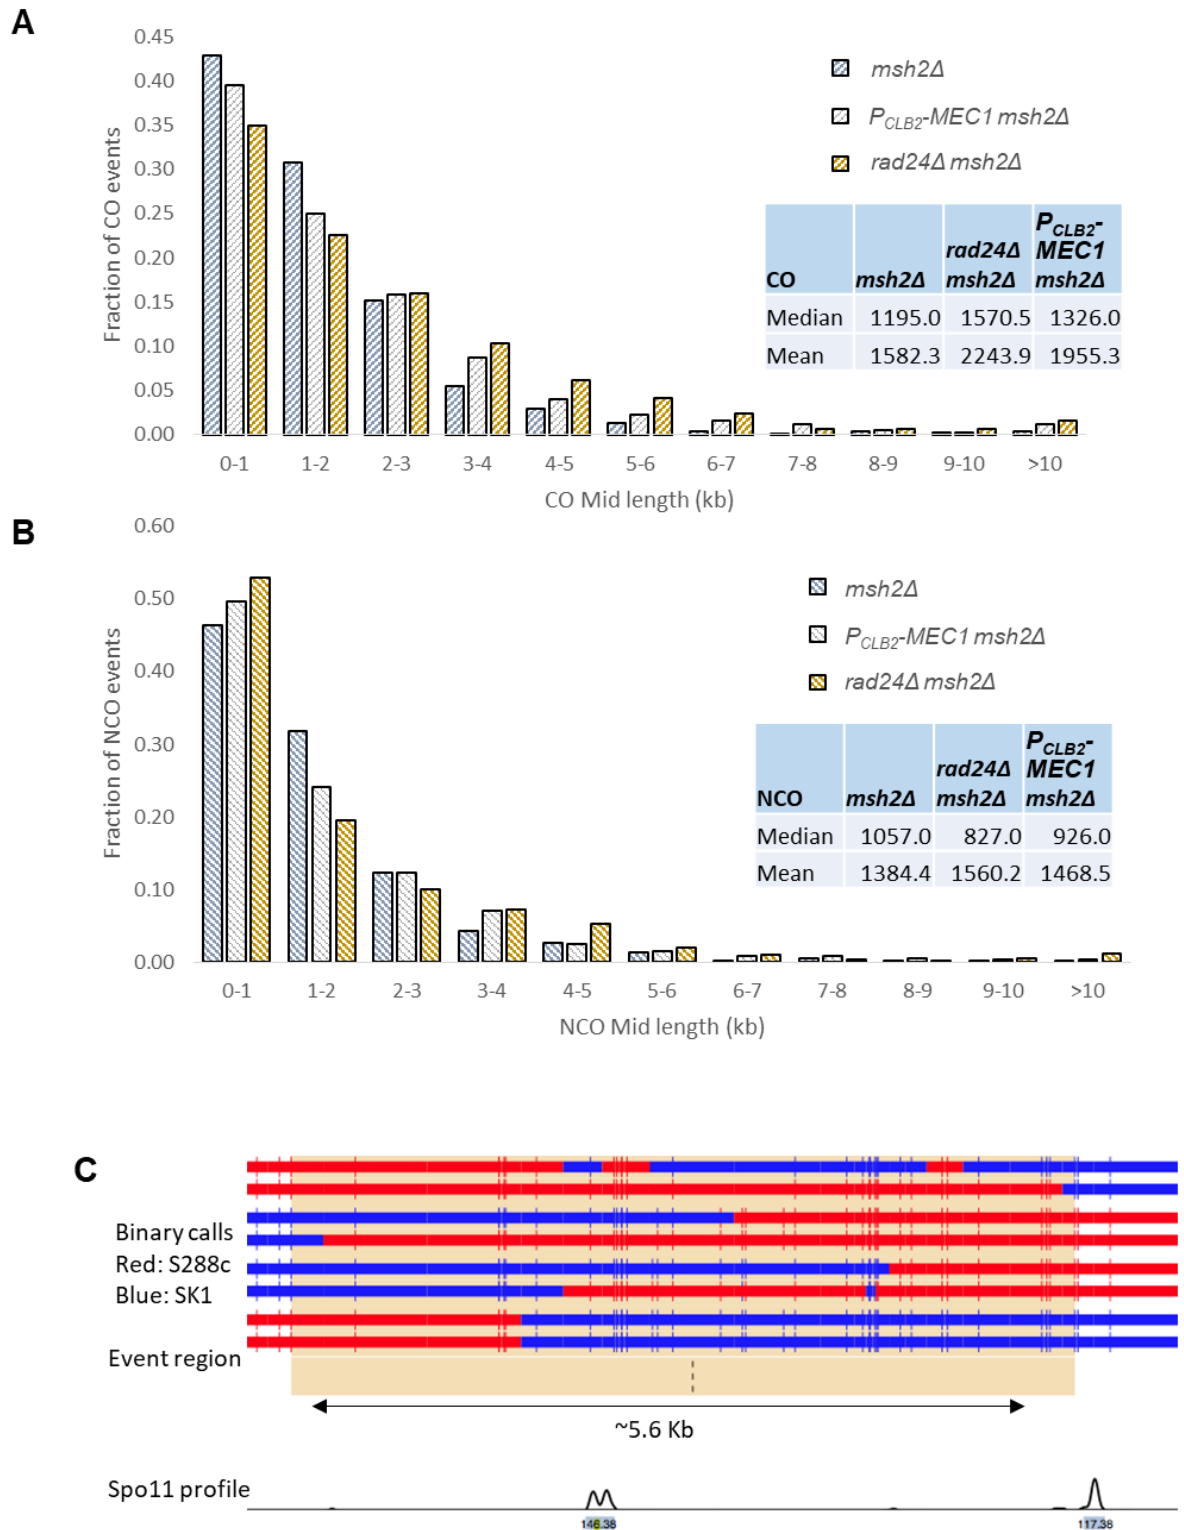 A
0.45
0.40
0.35
0.30
0.25
0.20
0.15
0.10
0.05
0.00
Fraction of CO events
0-1 1-2 2-3 3-4 4-5 5-6 6-7 7-8 8-9 9-10 >10
CO Mid length (kb)
msh2Δ
P_CLB2-MEC1 msh2Δ
rad24Δ msh2Δ
CO msh2Δ rad24Δ msh2Δ P_CLB2-MEC1 msh2Δ
Median 1195.0 1570.5 1326.0
Mean 1582.3 2243.9 1955.3
B
0.60
0.50
0.40
0.30
0.20
0.10
0.00
Fraction of NCO events
0-1 1-2 2-3 3-4 4-5 5-6 6-7 7-8 8-9 9-10 >10
NCO Mid length (kb)
msh2Δ
P_CLB2-MEC1 msh2Δ
rad24Δ msh2Δ
NCO msh2Δ rad24Δ msh2Δ P_CLB2-MEC1 msh2Δ
Median 1057.0 827.0 926.0
Mean 1384.4 1560.2 1468.5
C
Binary calls
Red: S288c
Blue: SK1
Event region
~5.6 Kb
Spo11 profile
146.38 117.38